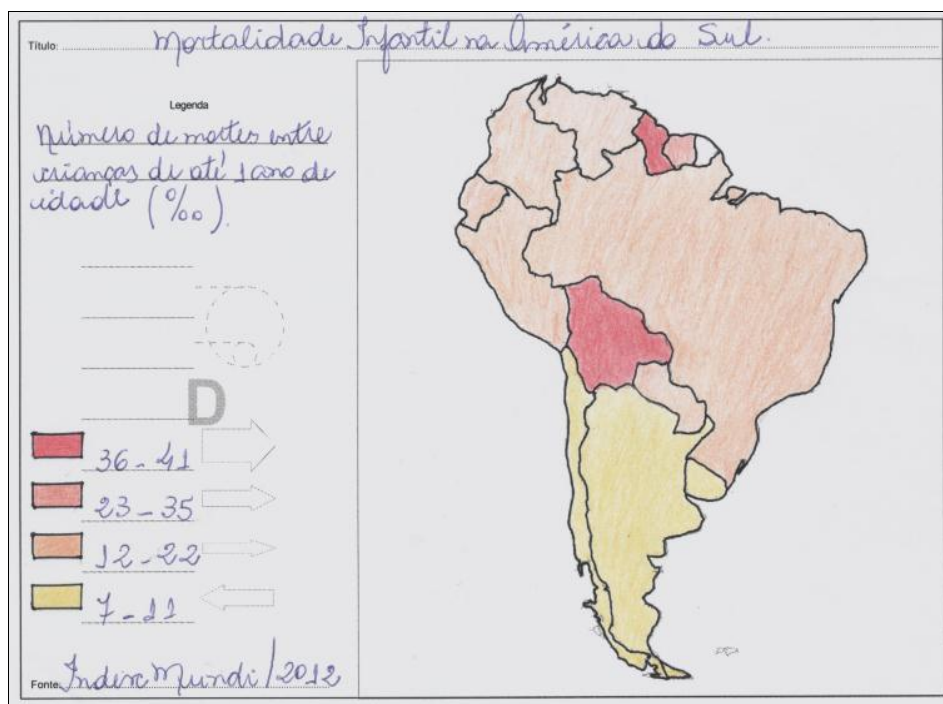 Título: Mortalidade Infantil na América do Sul.
Legenda
Número de mortes entre
crianças de até 1 ano de
idade (‰).
D
36-41
23-35
12-22
7-11
Fonte: Index Mundi/2012